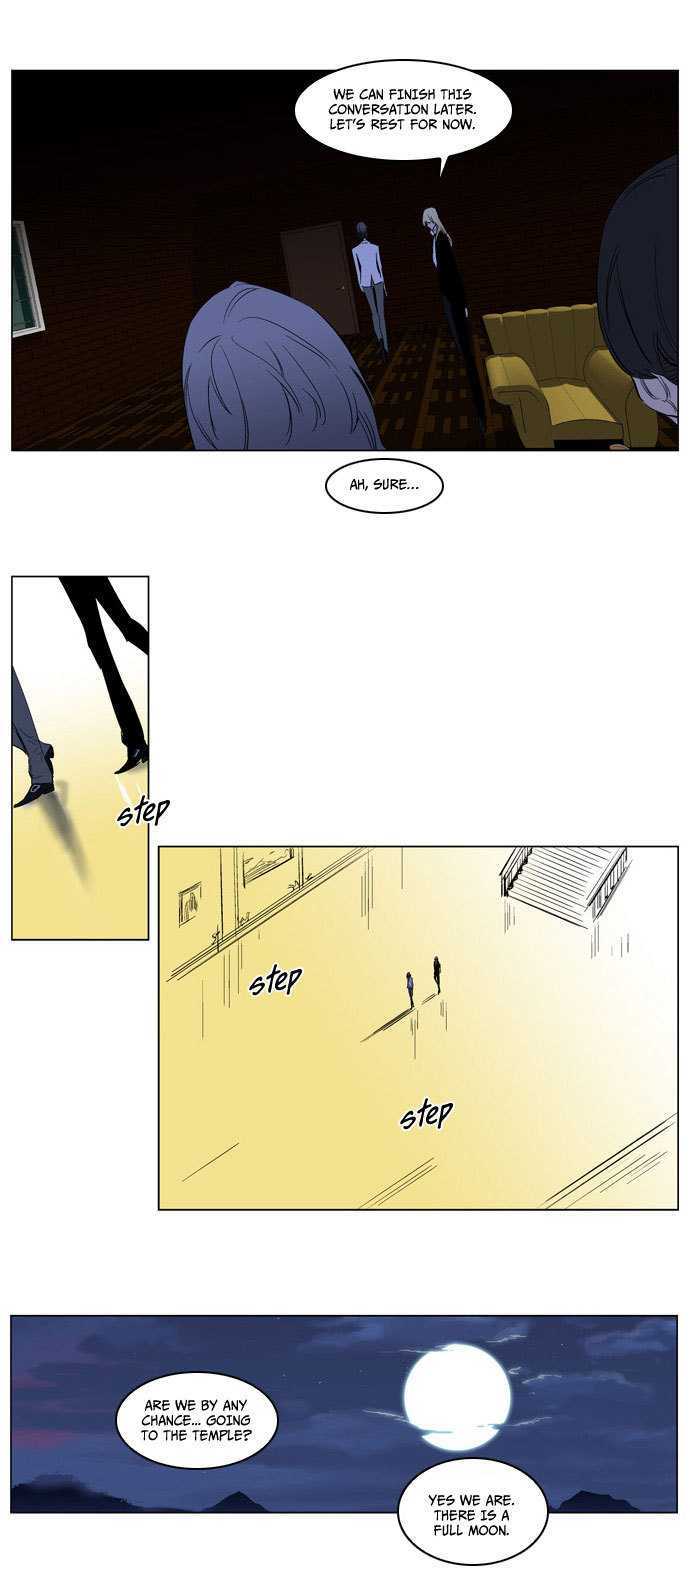 WE CAN FINISH THIS
CONVERSATION LATER.
LET'S REST FOR NOW.
AH, SURE...
step
step
step
ARE WE BY ANY
CHANCE... GOING
TO THE TEMPLE?
YES WE ARE.
THERE IS A
FULL MOON.